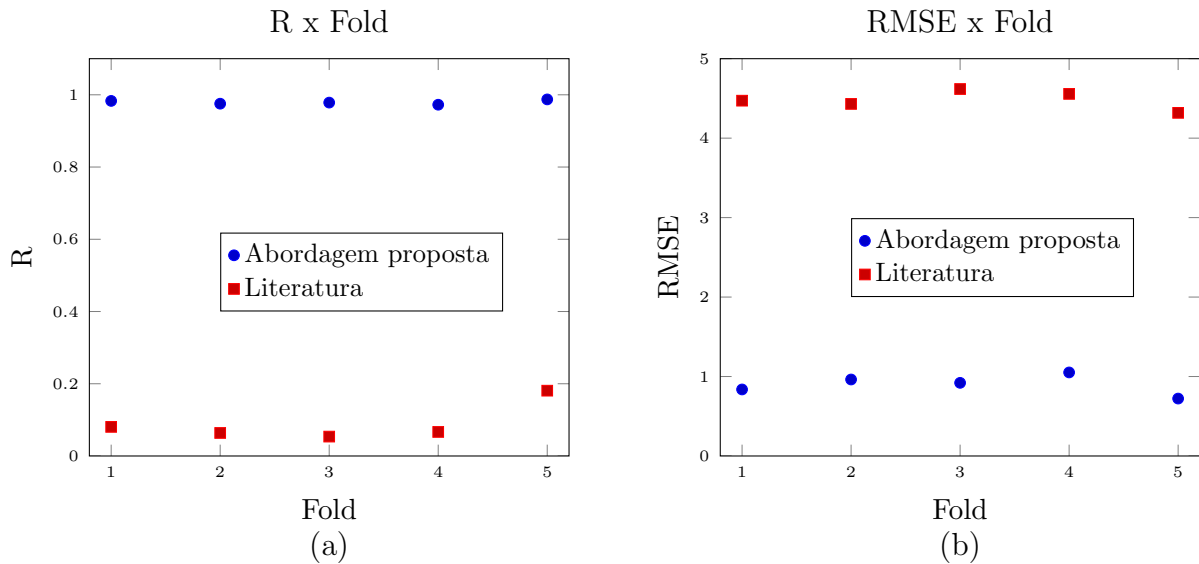 R x Fold
1
0.8
0.6
0.4
0.2
0
R
Abordagem proposta
Literatura
1 2 3 4 5
Fold
(a)
RMSE x Fold
5
4
3
2
1
0
RMSE
Abordagem proposta
Literatura
1 2 3 4 5
Fold
(b)